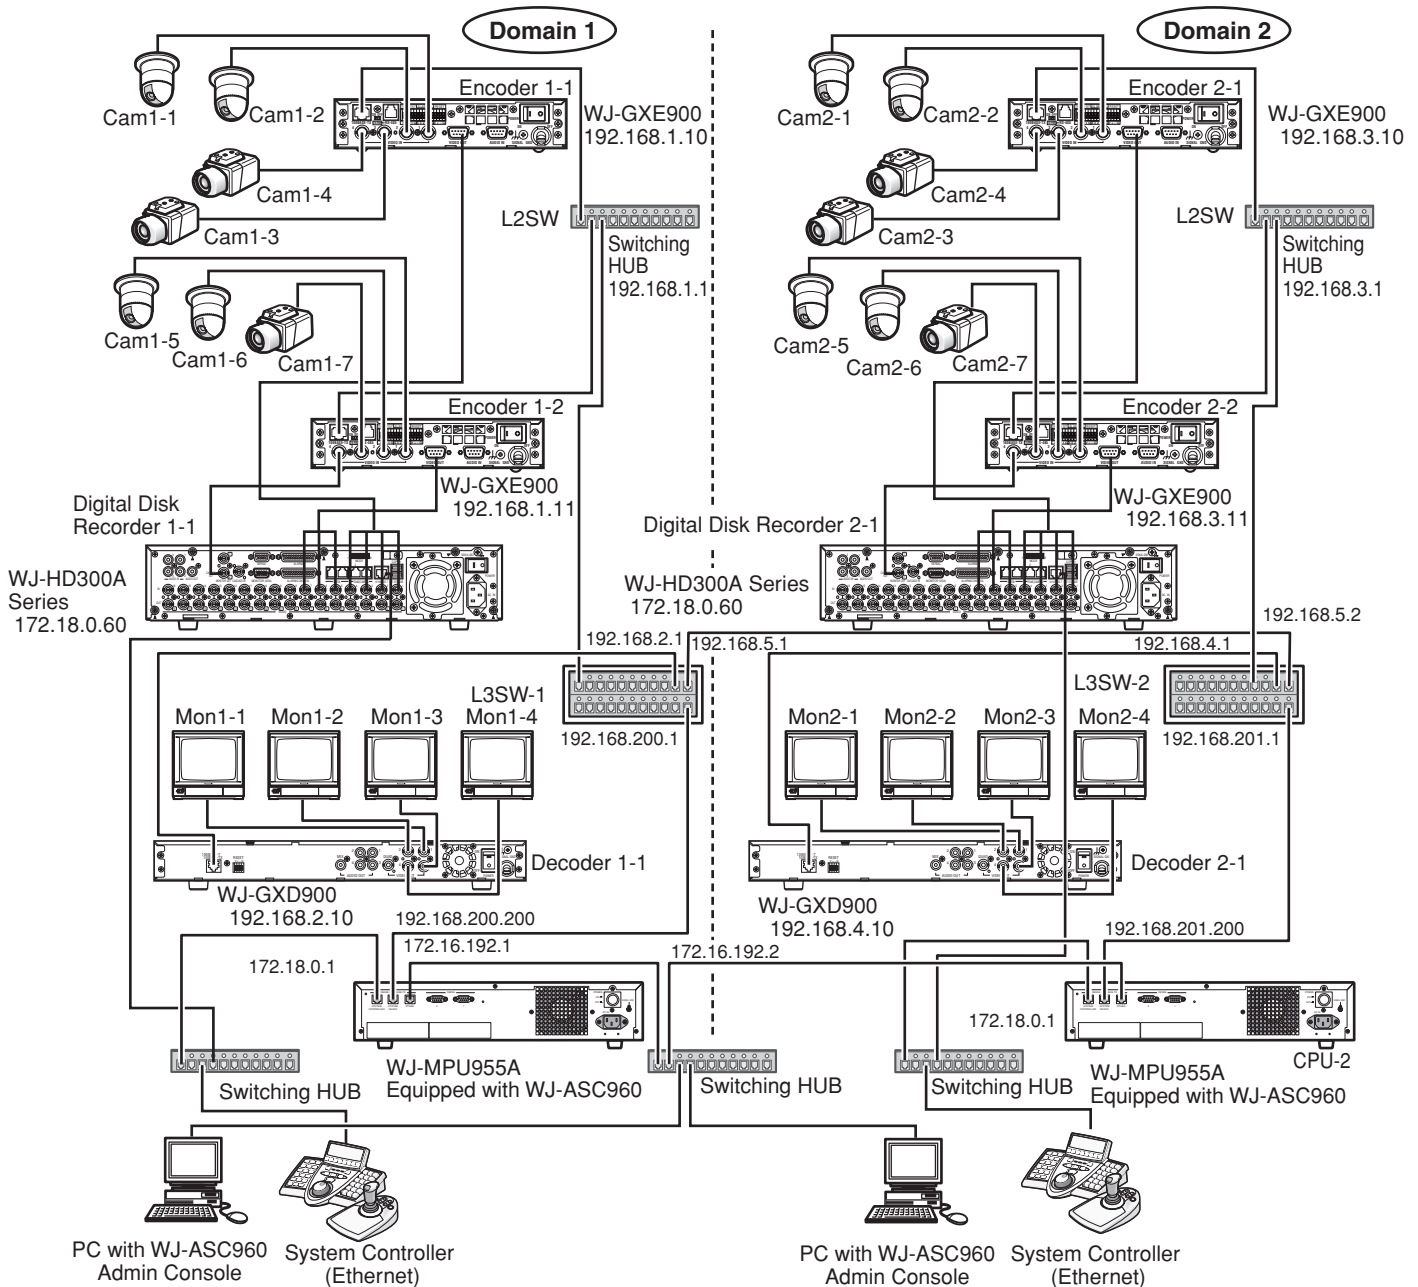 Domain 1
Domain 2
Cam1-1
Cam1-2
Encoder 1-1
WJ-GXE900
192.168.1.10
Cam1-4
Cam1-3
L2SW
Switching
HUB
192.168.1.1
Cam1-5
Cam1-6
Cam1-7
Encoder 1-2
WJ-GXE900
192.168.1.11
Digital Disk
Recorder 1-1
WJ-HD300A
Series
172.18.0.60
Cam2-1
Cam2-2
Encoder 2-1
WJ-GXE900
192.168.3.10
Cam2-4
Cam2-3
L2SW
Switching
HUB
192.168.3.1
Cam2-5
Cam2-6
Cam2-7
Encoder 2-2
WJ-GXE900
192.168.3.11
Digital Disk Recorder 2-1
WJ-HD300A Series
172.18.0.60
192.168.2.1
192.168.5.1
192.168.4.1
192.168.5.2
L3SW-1
Mon1-1
Mon1-2
Mon1-3
Mon1-4
192.168.200.1
L3SW-2
Mon2-1
Mon2-2
Mon2-3
Mon2-4
192.168.201.1
Decoder 1-1
WJ-GXD900
192.168.2.10
Decoder 2-1
WJ-GXD900
192.168.4.10
192.168.200.200
172.16.192.1
172.18.0.1
172.16.192.2
192.168.201.200
172.18.0.1
Switching HUB
WJ-MPU955A
Equipped with WJ-ASC960
Switching HUB
Switching HUB
CPU-2
WJ-MPU955A
Equipped with WJ-ASC960
PC with WJ-ASC960
Admin Console
System Controller
(Ethernet)
PC with WJ-ASC960
Admin Console
System Controller
(Ethernet)